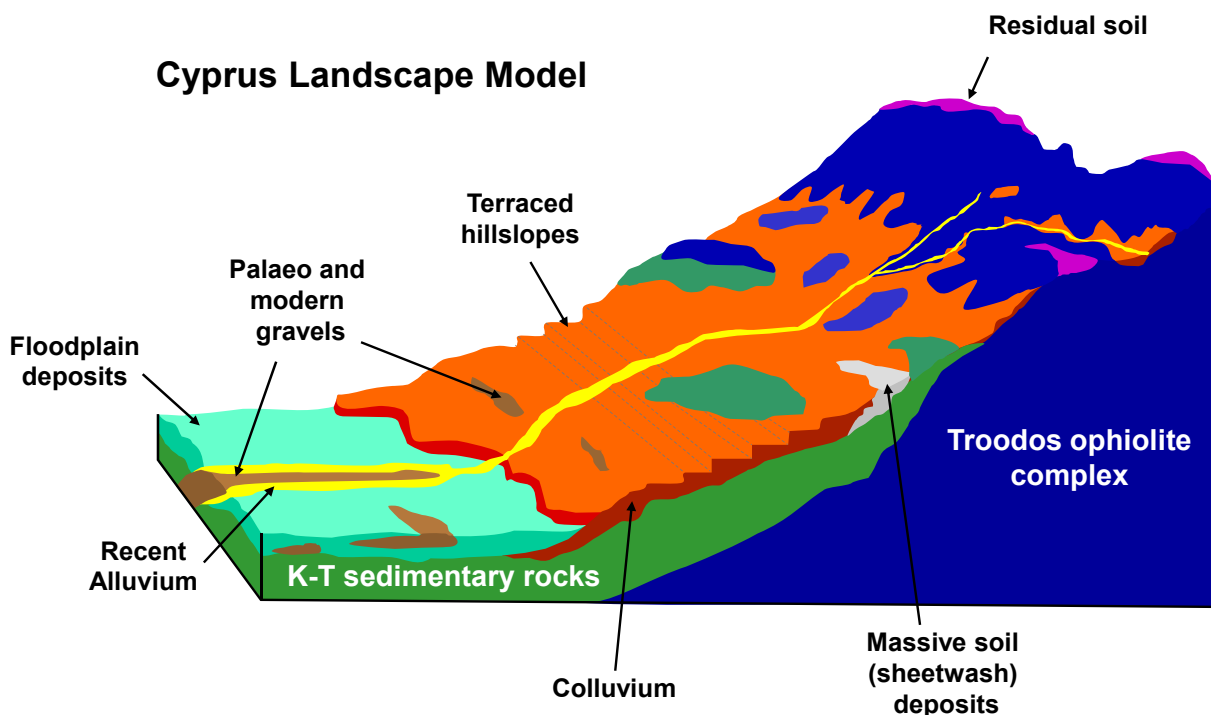 Residual soil
Cyprus Landscape Model
Terraced
hillslopes
Palaeo and
modern
gravels
Floodplain
deposits
Troodos ophiolite
complex
Recent
Alluvium
K-T sedimentary rocks
Massive soil
(sheetwash)
deposits
Colluvium